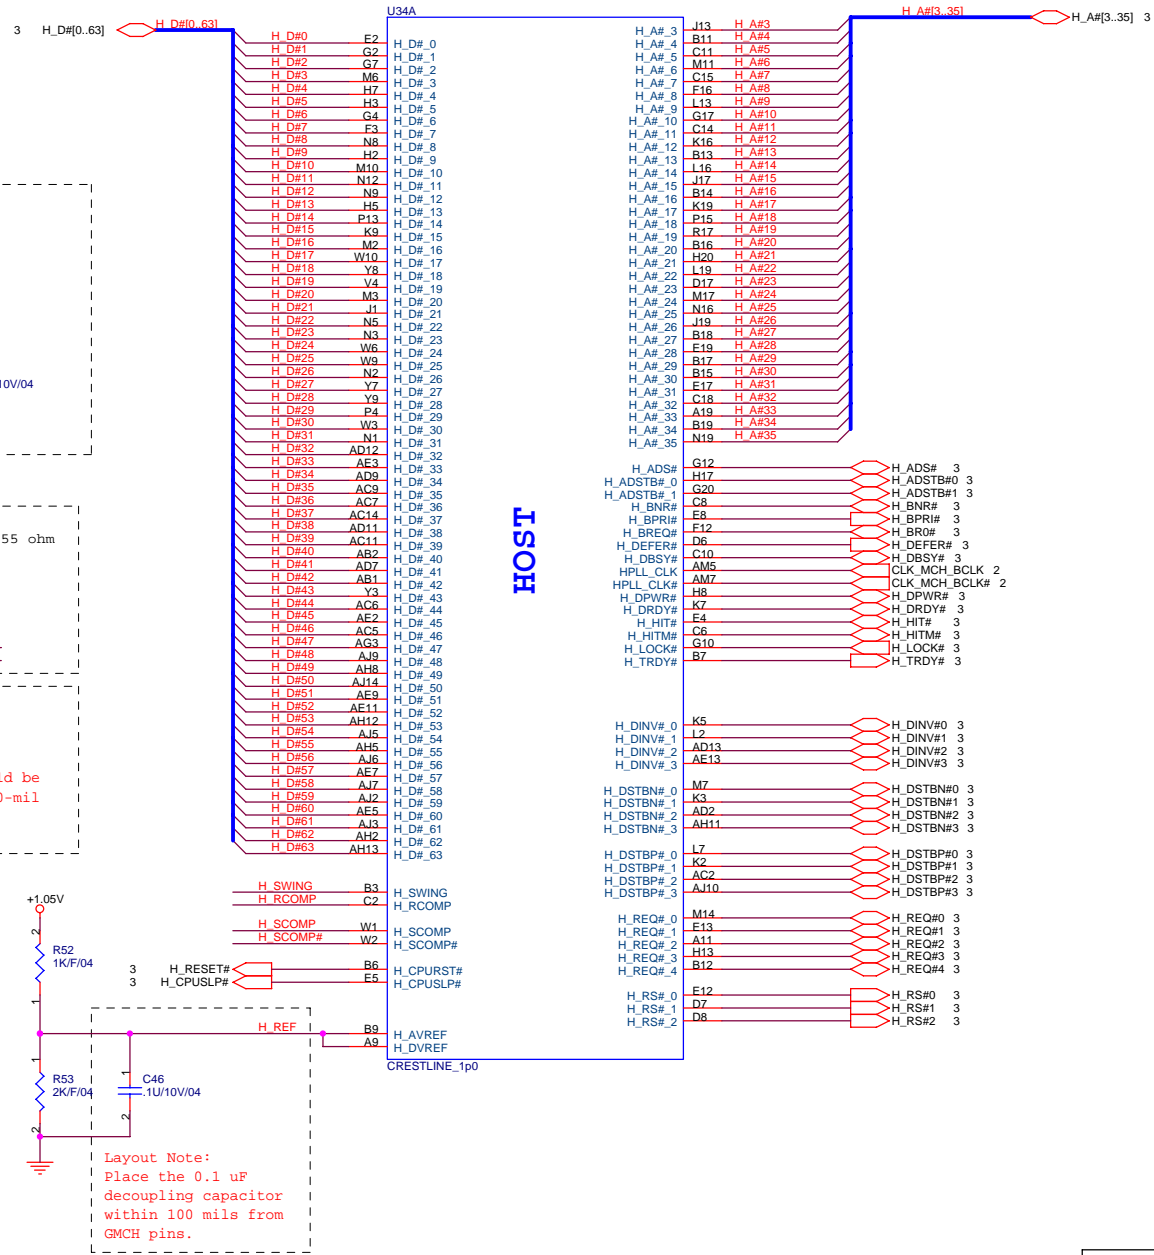 U34A
3 H_D#[0..63] H_D#[0..63]
H_A#[3..35] H_A#[3..35] 3
H_D#0 E2 H_D#_0
H_D#1 G2 H_D#_1
H_D#2 G7 H_D#_2
H_D#3 M6 H_D#_3
H_D#4 H7 H_D#_4
H_D#5 H3 H_D#_5
H_D#6 G4 H_D#_6
H_D#7 F3 H_D#_7
H_D#8 N8 H_D#_8
H_D#9 H2 H_D#_9
H_D#10 M10 H_D#_10
H_D#11 N12 H_D#_11
H_D#12 N9 H_D#_12
H_D#13 H5 H_D#_13
H_D#14 P13 H_D#_14
H_D#15 K9 H_D#_15
H_D#16 M2 H_D#_16
H_D#17 W10 H_D#_17
H_D#18 Y8 H_D#_18
H_D#19 V4 H_D#_19
H_D#20 M3 H_D#_20
H_D#21 J1 H_D#_21
H_D#22 N5 H_D#_22
H_D#23 N3 H_D#_23
H_D#24 W6 H_D#_24
H_D#25 W9 H_D#_25
H_D#26 N2 H_D#_26
H_D#27 Y7 H_D#_27
H_D#28 Y9 H_D#_28
H_D#29 P4 H_D#_29
H_D#30 W3 H_D#_30
H_D#31 N1 H_D#_31
H_D#32 AD12 H_D#_32
H_D#33 AE3 H_D#_33
H_D#34 AD9 H_D#_34
H_D#35 AC9 H_D#_35
H_D#36 AC7 H_D#_36
H_D#37 AC14 H_D#_37
H_D#38 AD11 H_D#_38
H_D#39 AC11 H_D#_39
H_D#40 AB2 H_D#_40
H_D#41 AD7 H_D#_41
H_D#42 AB1 H_D#_42
H_D#43 Y3 H_D#_43
H_D#44 AC6 H_D#_44
H_D#45 AE2 H_D#_45
H_D#46 AC5 H_D#_46
H_D#47 AG3 H_D#_47
H_D#48 AJ9 H_D#_48
H_D#49 AH8 H_D#_49
H_D#50 AJ14 H_D#_50
H_D#51 AE9 H_D#_51
H_D#52 AE11 H_D#_52
H_D#53 AH12 H_D#_53
H_D#54 AJ5 H_D#_54
H_D#55 AH5 H_D#_55
H_D#56 AJ6 H_D#_56
H_D#57 AE7 H_D#_57
H_D#58 AJ7 H_D#_58
H_D#59 AJ2 H_D#_59
H_D#60 AE5 H_D#_60
H_D#61 AJ3 H_D#_61
H_D#62 AH2 H_D#_62
H_D#63 AH13 H_D#_63
H_SWING B3 H_SWING
H_RCOMP C2 H_RCOMP
H_SCOMP W1 H_SCOMP
H_SCOMP# W2 H_SCOMP#
3 H_RESET# B6 H_CPURST#
3 H_CPUSLP# E5 H_CPUSLP#
H_REF B9 H_AVREF
A9 H_DVREF
CRESTLINE_1p0
HOST
H_A#_3 J13 H_A#3
H_A#_4 B11 H_A#4
H_A#_5 C11 H_A#5
H_A#_6 M11 H_A#6
H_A#_7 C15 H_A#7
H_A#_8 F16 H_A#8
H_A#_9 L13 H_A#9
H_A#_10 G17 H_A#10
H_A#_11 C14 H_A#11
H_A#_12 K16 H_A#12
H_A#_13 B13 H_A#13
H_A#_14 L16 H_A#14
H_A#_15 J17 H_A#15
H_A#_16 B14 H_A#16
H_A#_17 K19 H_A#17
H_A#_18 P15 H_A#18
H_A#_19 R17 H_A#19
H_A#_20 B16 H_A#20
H_A#_21 H20 H_A#21
H_A#_22 L19 H_A#22
H_A#_23 D17 H_A#23
H_A#_24 M17 H_A#24
H_A#_25 N16 H_A#25
H_A#_26 J19 H_A#26
H_A#_27 B18 H_A#27
H_A#_28 E19 H_A#28
H_A#_29 B17 H_A#29
H_A#_30 B15 H_A#30
H_A#_31 E17 H_A#31
H_A#_32 C18 H_A#32
H_A#_33 A19 H_A#33
H_A#_34 B19 H_A#34
H_A#_35 N19 H_A#35
H_ADS# G12 H_ADS# 3
H_ADSTB#_0 H17 H_ADSTB#0 3
H_ADSTB#_1 G20 H_ADSTB#1 3
H_BNR# C8 H_BNR# 3
H_BPRI# E8 H_BPRI# 3
H_BREQ# F12 H_BR0# 3
H_DEFER# D6 H_DEFER# 3
H_DBSY# C10 H_DBSY# 3
HPLL_CLK AM5 CLK_MCH_BCLK 2
HPLL_CLK# AM7 CLK_MCH_BCLK# 2
H_DPWR# H8 H_DPWR# 3
H_DRDY# K7 H_DRDY# 3
H_HIT# E4 H_HIT# 3
H_HITM# C6 H_HITM# 3
H_LOCK# G10 H_LOCK# 3
H_TRDY# B7 H_TRDY# 3
H_DINV#_0 K5 H_DINV#0 3
H_DINV#_1 L2 H_DINV#1 3
H_DINV#_2 AD13 H_DINV#2 3
H_DINV#_3 AE13 H_DINV#3 3
H_DSTBN#_0 M7 H_DSTBN#0 3
H_DSTBN#_1 K3 H_DSTBN#1 3
H_DSTBN#_2 AD2 H_DSTBN#2 3
H_DSTBN#_3 AH11 H_DSTBN#3 3
H_DSTBP#_0 L7 H_DSTBP#0 3
H_DSTBP#_1 K2 H_DSTBP#1 3
H_DSTBP#_2 AC2 H_DSTBP#2 3
H_DSTBP#_3 AJ10 H_DSTBP#3 3
H_REQ#_0 M14 H_REQ#0 3
H_REQ#_1 E13 H_REQ#1 3
H_REQ#_2 A11 H_REQ#2 3
H_REQ#_3 H13 H_REQ#3 3
H_REQ#_4 B12 H_REQ#4 3
H_RS#_0 E12 H_RS#0 3
H_RS#_1 D7 H_RS#1 3
H_RS#_2 D8 H_RS#2 3
0V/04
55 ohm
be
-mil
+1.05V
2
R52
1K/F/04
1
1
R53
2K/F/04
2
1
C46
.1U/10V/04
2
Layout Note:
Place the 0.1 uF
decoupling capacitor
within 100 mils from
GMCH pins.